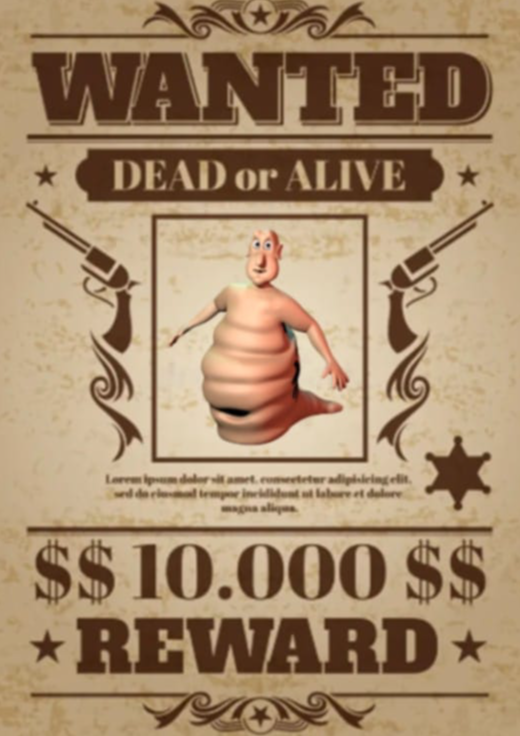 WANTED
DEAD or ALIVE
Lorem ipsum dolor sit amet, consectetur adipisicing elit,
sed do eiusmod tempor incididunt ut labore et dolore
magna aliqua.
$$ 10.000 $$
REWARD